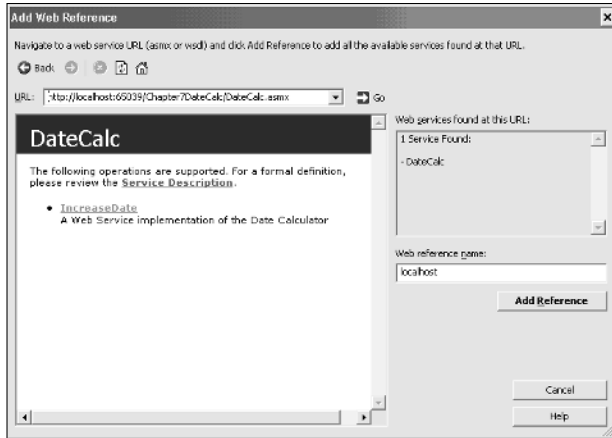 Add Web Reference
Navigate to a web service URL (asmx or wsdl) and click Add Reference to add all the available services found at that URL.
Back
URL: http://localhost:65039/Chapter7DateCalc/DateCalc.asmx Go
Web services found at this URL:
1 Service Found:
- DateCalc
DateCalc
The following operations are supported. For a formal definition,
please review the Service Description.
• IncreaseDate
A Web Service implementation of the Date Calculator
Web reference name:
localhost
Add Reference
Cancel
Help